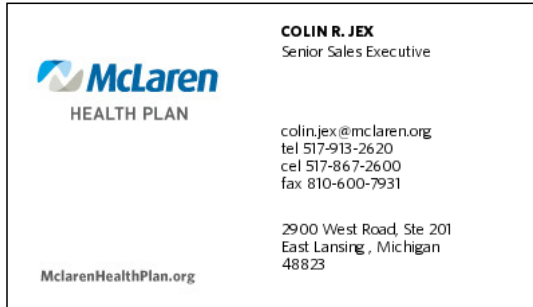 McLaren
HEALTH PLAN
MclarenHealthPlan.org
COLIN R. JEX
Senior Sales Executive
colin.jex@mclaren.org
tel 517-913-2620
cel 517-867-2600
fax 810-600-7931
2900 West Road, Ste 201
East Lansing , Michigan
48823